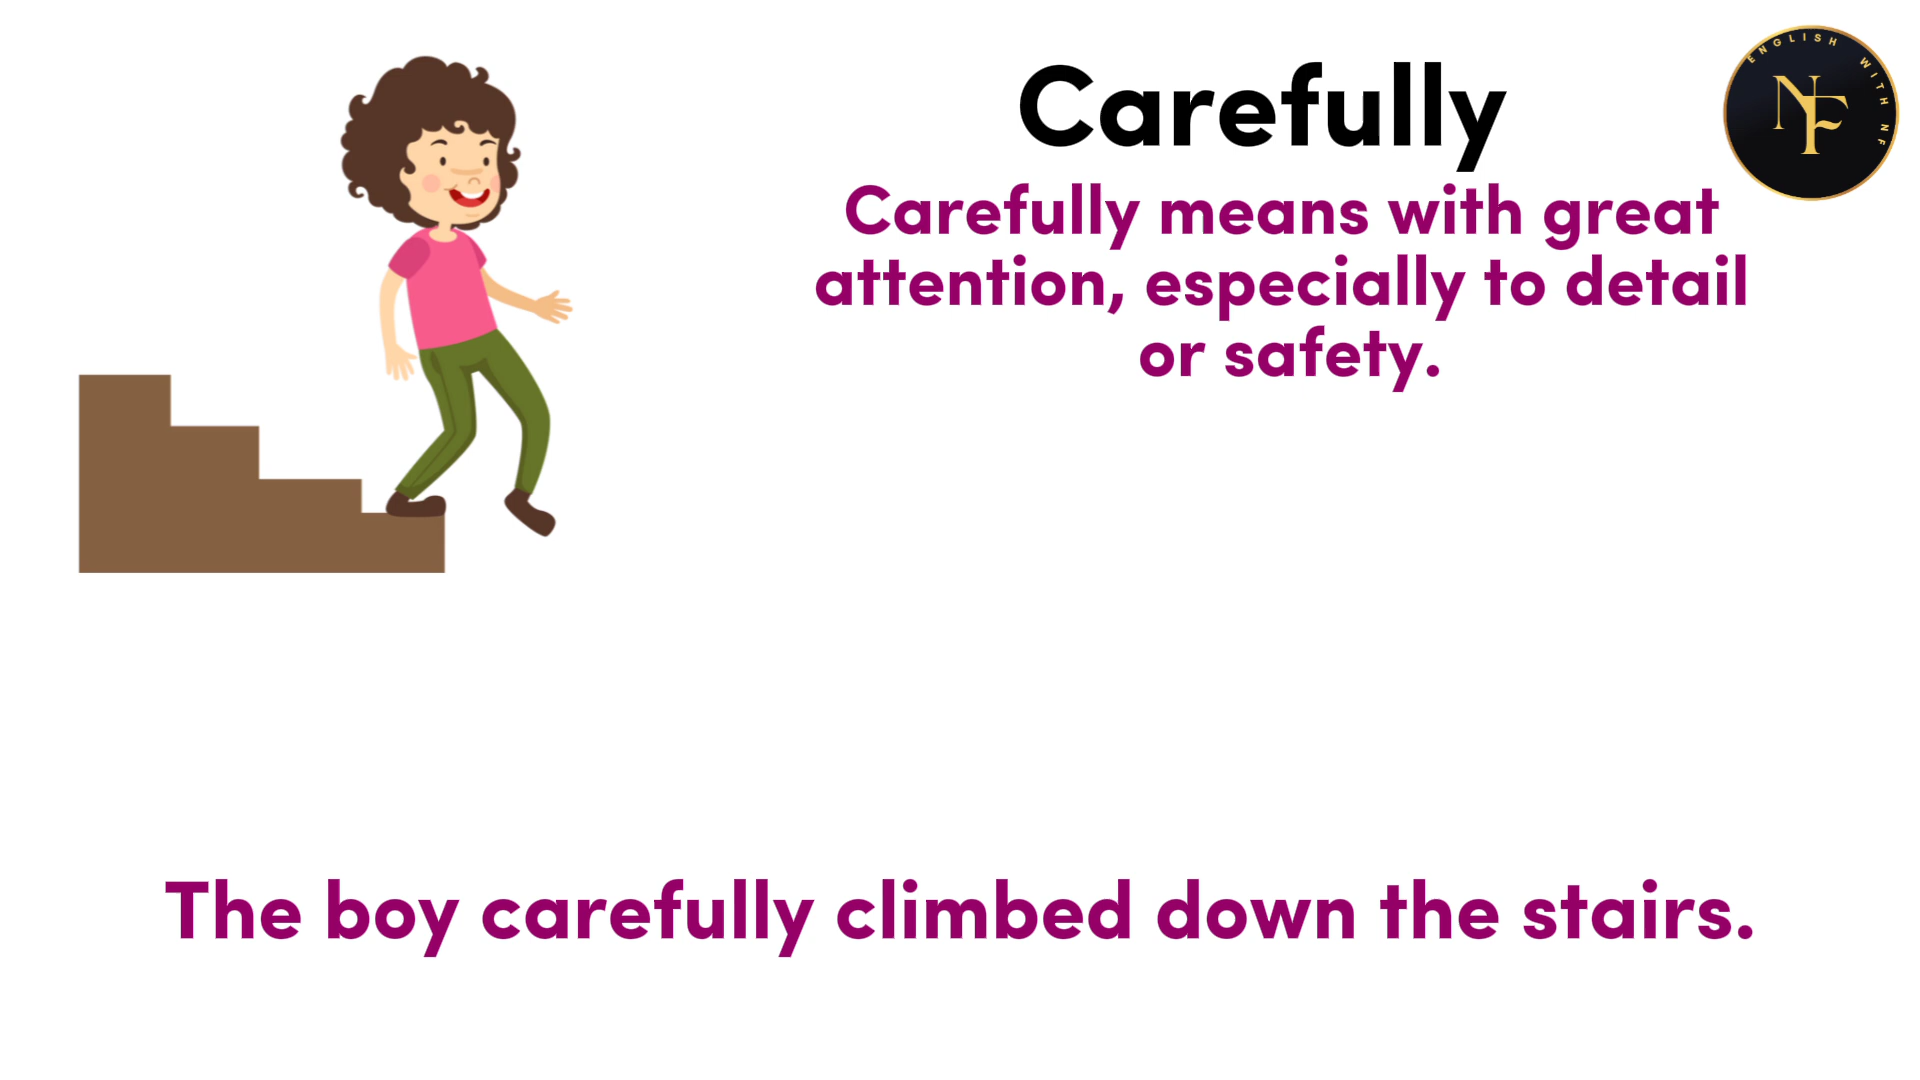 Carefully
ENGLISH WITH NF
NF
Carefully means with great
attention, especially to detail
or safety.
The boy carefully climbed down the stairs.